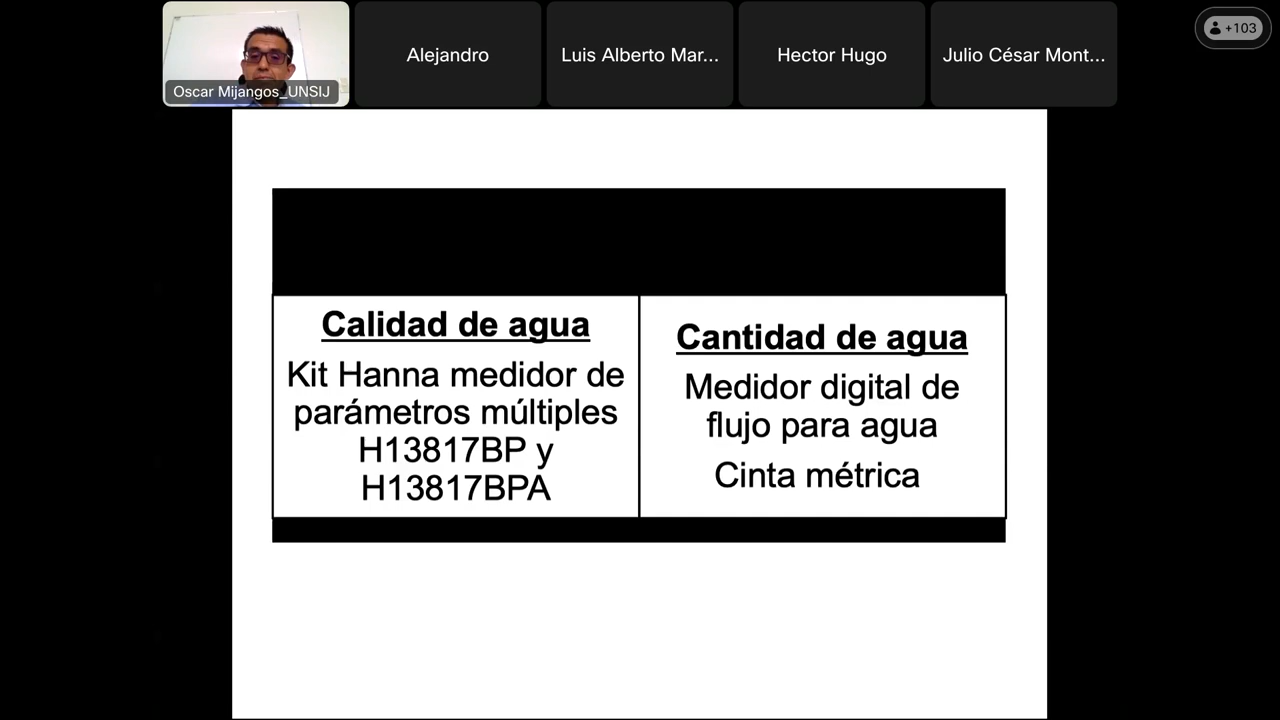 Alejandro
Luis Alberto Mar...
Hector Hugo
Julio César Mont...
+103
Oscar Mijangos_UNSIJ
Calidad de agua
Kit Hanna medidor de
parámetros múltiples
H13817BP y
H13817BPA
Cantidad de agua
Medidor digital de
flujo para agua
Cinta métrica